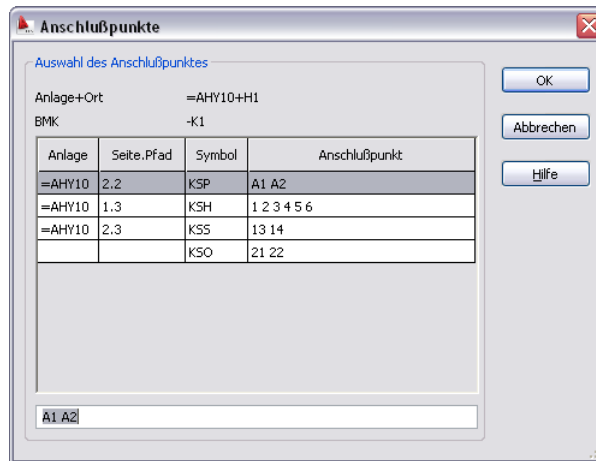 Anschlußpunkte
Auswahl des Anschlußpunktes
Anlage+Ort =AHY10+H1
BMK -K1
Anlage Seite.Pfad Symbol Anschlußpunkt
=AHY10 2.2 KSP A1 A2
=AHY10 1.3 KSH 1 2 3 4 5 6
=AHY10 2.3 KSS 13 14
KSO 21 22
A1 A2
OK
Abbrechen
Hilfe